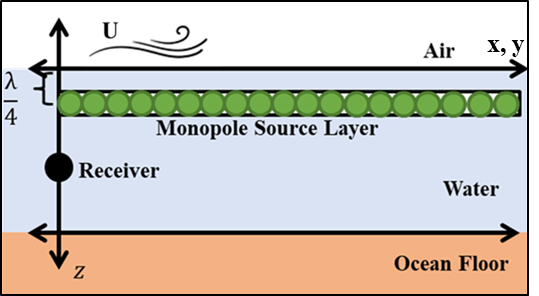 U
Air
x, y
λ
4
Monopole Source Layer
Receiver
Water
Ocean Floor
z